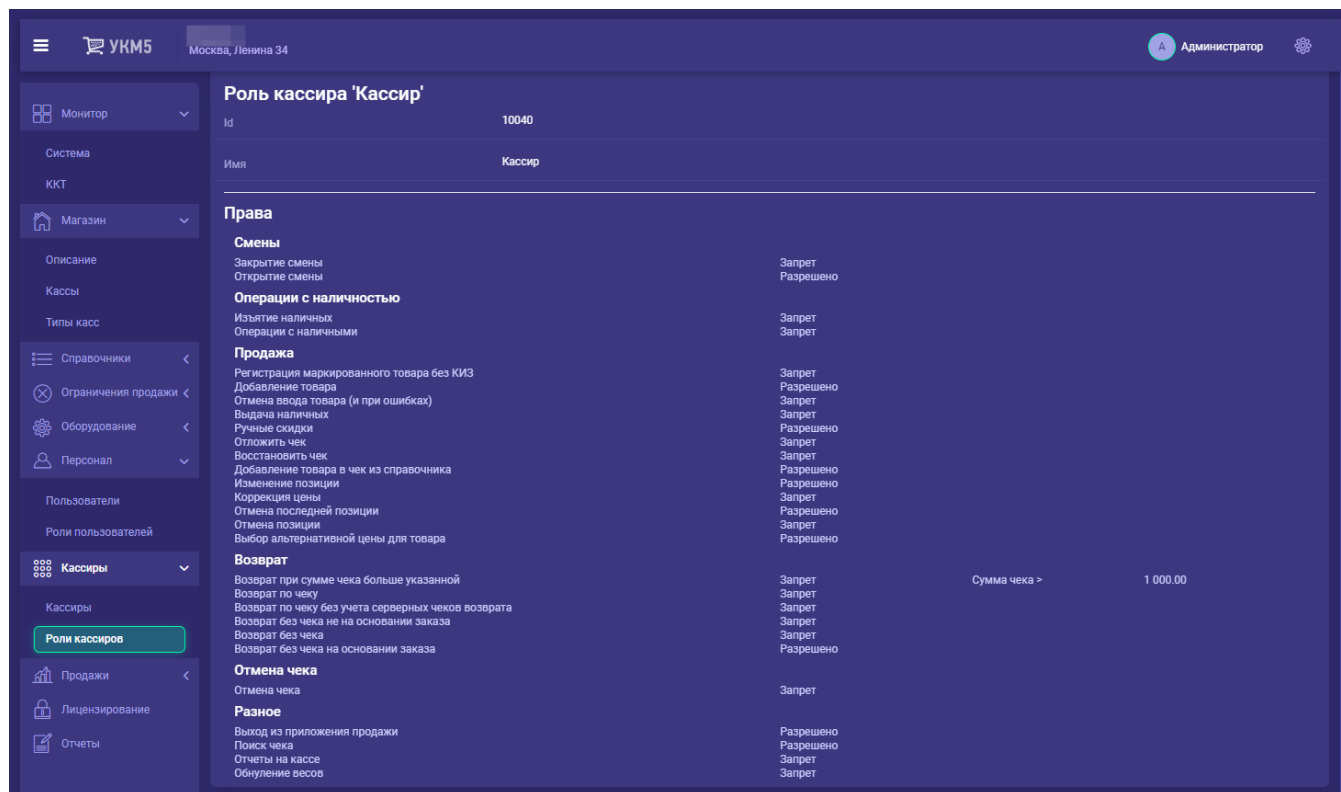 УКМ5
Москва, Ленина 34
А Администратор
Монитор
Система
ККТ
Магазин
Описание
Кассы
Типы касс
Справочники
Ограничения продажи
Оборудование
Персонал
Пользователи
Роли пользователей
Кассиры
Кассиры
Роли кассиров
Продажи
Лицензирование
Отчеты
Роль кассира 'Кассир'
Id 10040
Имя Кассир
Права
Смены
Закрытие смены Запрет
Открытие смены Разрешено
Операции с наличностью
Изъятие наличных Запрет
Операции с наличными Запрет
Продажа
Регистрация маркированного товара без КИЗ Запрет
Добавление товара Разрешено
Отмена ввода товара (и при ошибках) Запрет
Выдача наличных Запрет
Ручные скидки Разрешено
Отложить чек Запрет
Восстановить чек Запрет
Добавление товара в чек из справочника Разрешено
Изменение позиции Разрешено
Коррекция цены Запрет
Отмена последней позиции Разрешено
Отмена позиции Запрет
Выбор альтернативной цены для товара Разрешено
Возврат
Возврат при сумме чека больше указанной Запрет Сумма чека > 1 000.00
Возврат по чеку Запрет
Возврат по чеку без учета серверных чеков возврата Запрет
Возврат без чека не на основании заказа Запрет
Возврат без чека Запрет
Возврат без чека на основании заказа Разрешено
Отмена чека
Отмена чека Запрет
Разное
Выход из приложения продажи Разрешено
Поиск чека Разрешено
Отчеты на кассе Запрет
Обнуление весов Запрет